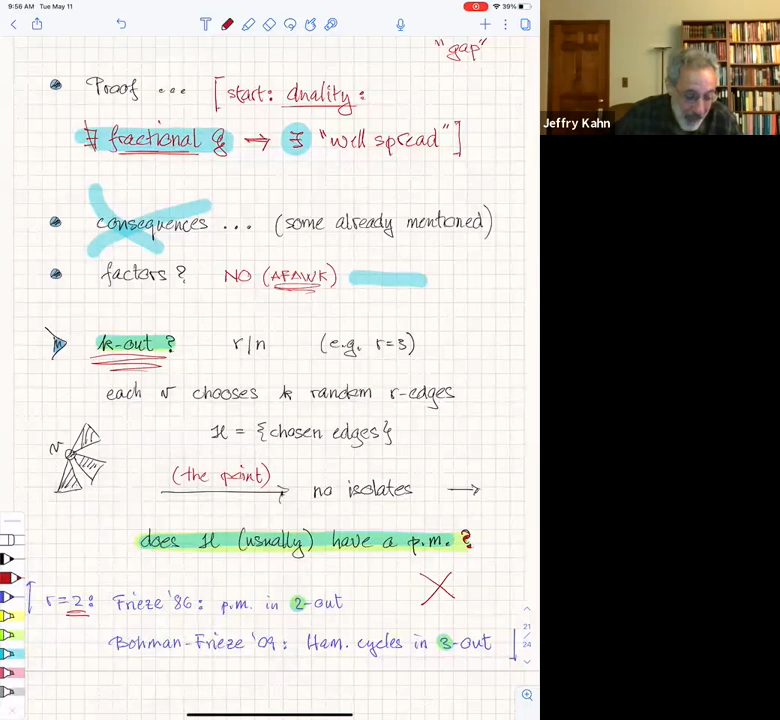 9:56 AM Tue May 11
39%
"gap"
Proof ... [start: duality:
∃ fractional g → ∃ "well spread"]
consequences ... (some already mentioned)
factors? NO (AFAWK)
k-out? r|n (e.g. r=3)
each v chooses k random r-edges
H = {chosen edges}
v
(the point)
no isolates →
does H (usually) have a p.m.?
r=2: Frieze '86: p.m. in 2-out
Bohman-Frieze '09: Ham. cycles in 3-out
21
24
Jeffry Kahn